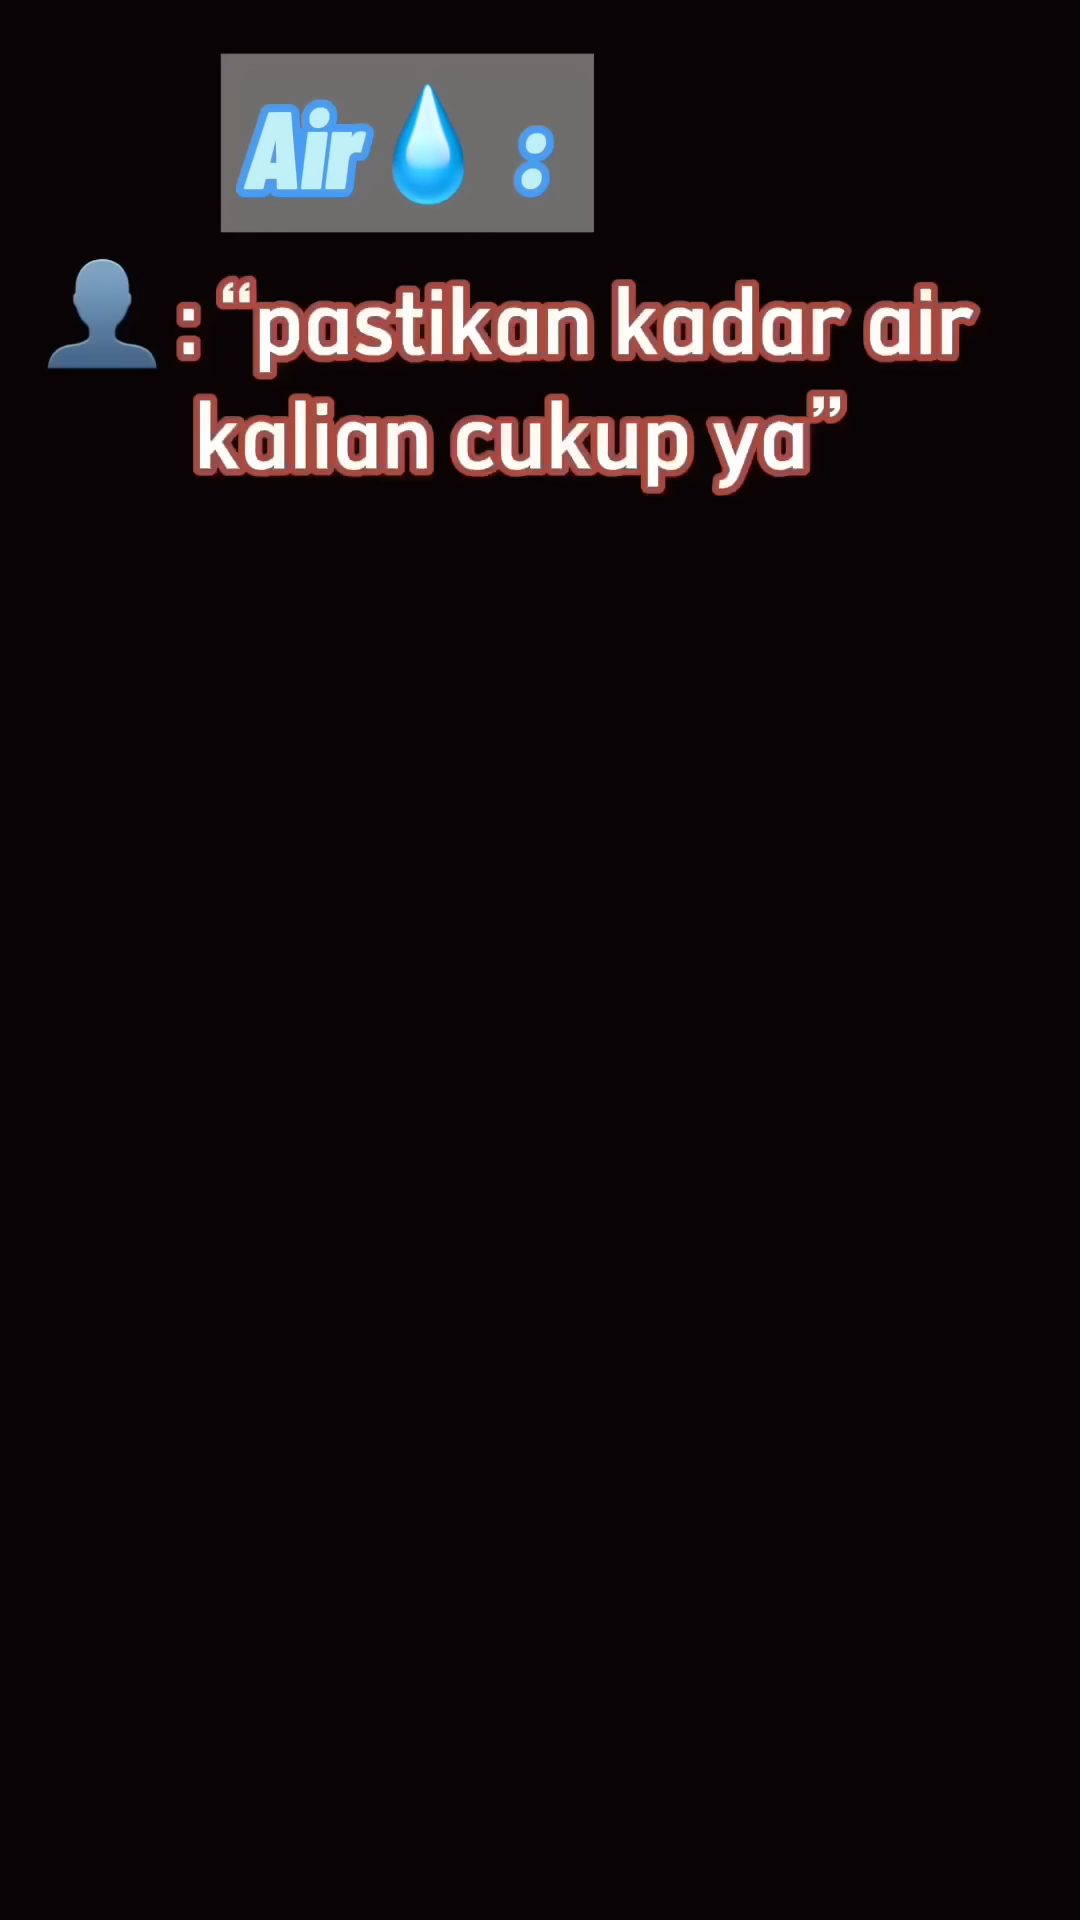 Air💧 :
👤: “pastikan kadar air
kalian cukup ya”